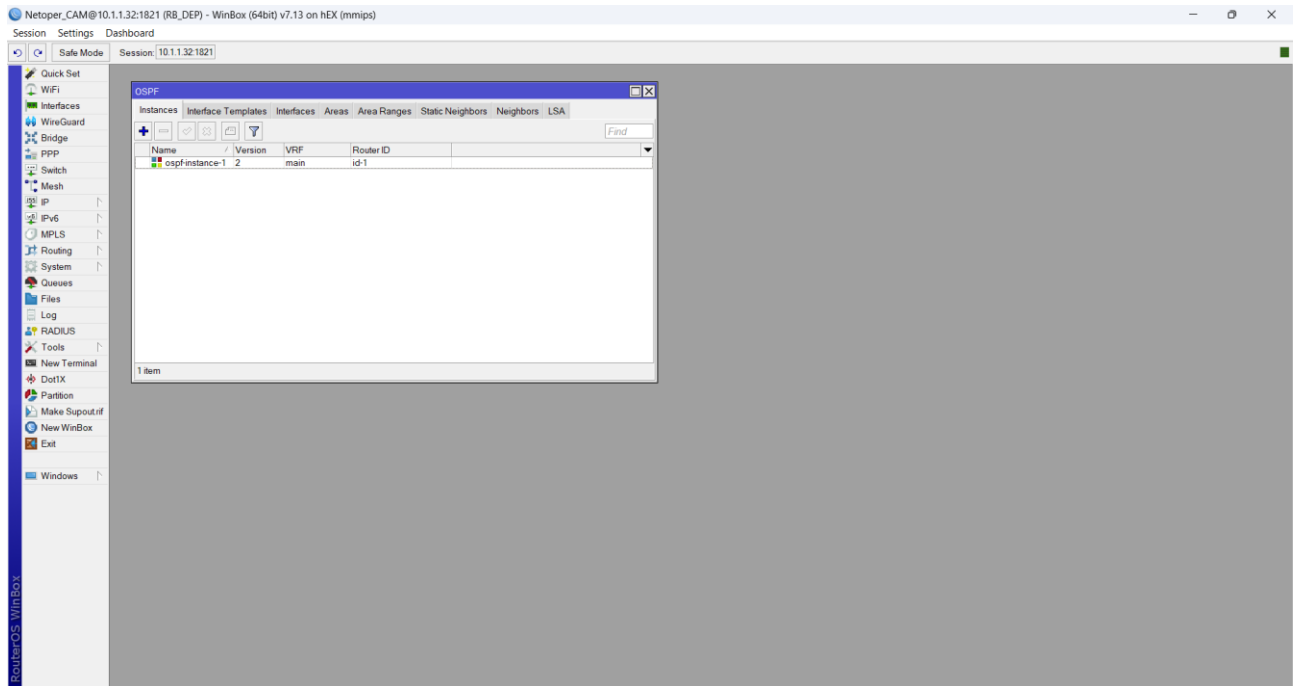 Netoper_CAM@10.1.1.32:1821 (RB_DEP) - WinBox (64bit) v7.13 on hEX (mmips)
Session Settings Dashboard
Safe Mode Session: 10.1.1.32:1821
Quick Set
WiFi
Interfaces
WireGuard
Bridge
PPP
Switch
Mesh
IP
IPv6
MPLS
Routing
System
Queues
Files
Log
RADIUS
Tools
New Terminal
Dot1X
Partition
Make Supout.rif
New WinBox
Exit
Windows
RouterOS WinBox
OSPF
Instances Interface Templates Interfaces Areas Area Ranges Static Neighbors Neighbors LSA
Find
Name / Version VRF Router ID
ospf-instance-1 2 main id-1
1 item